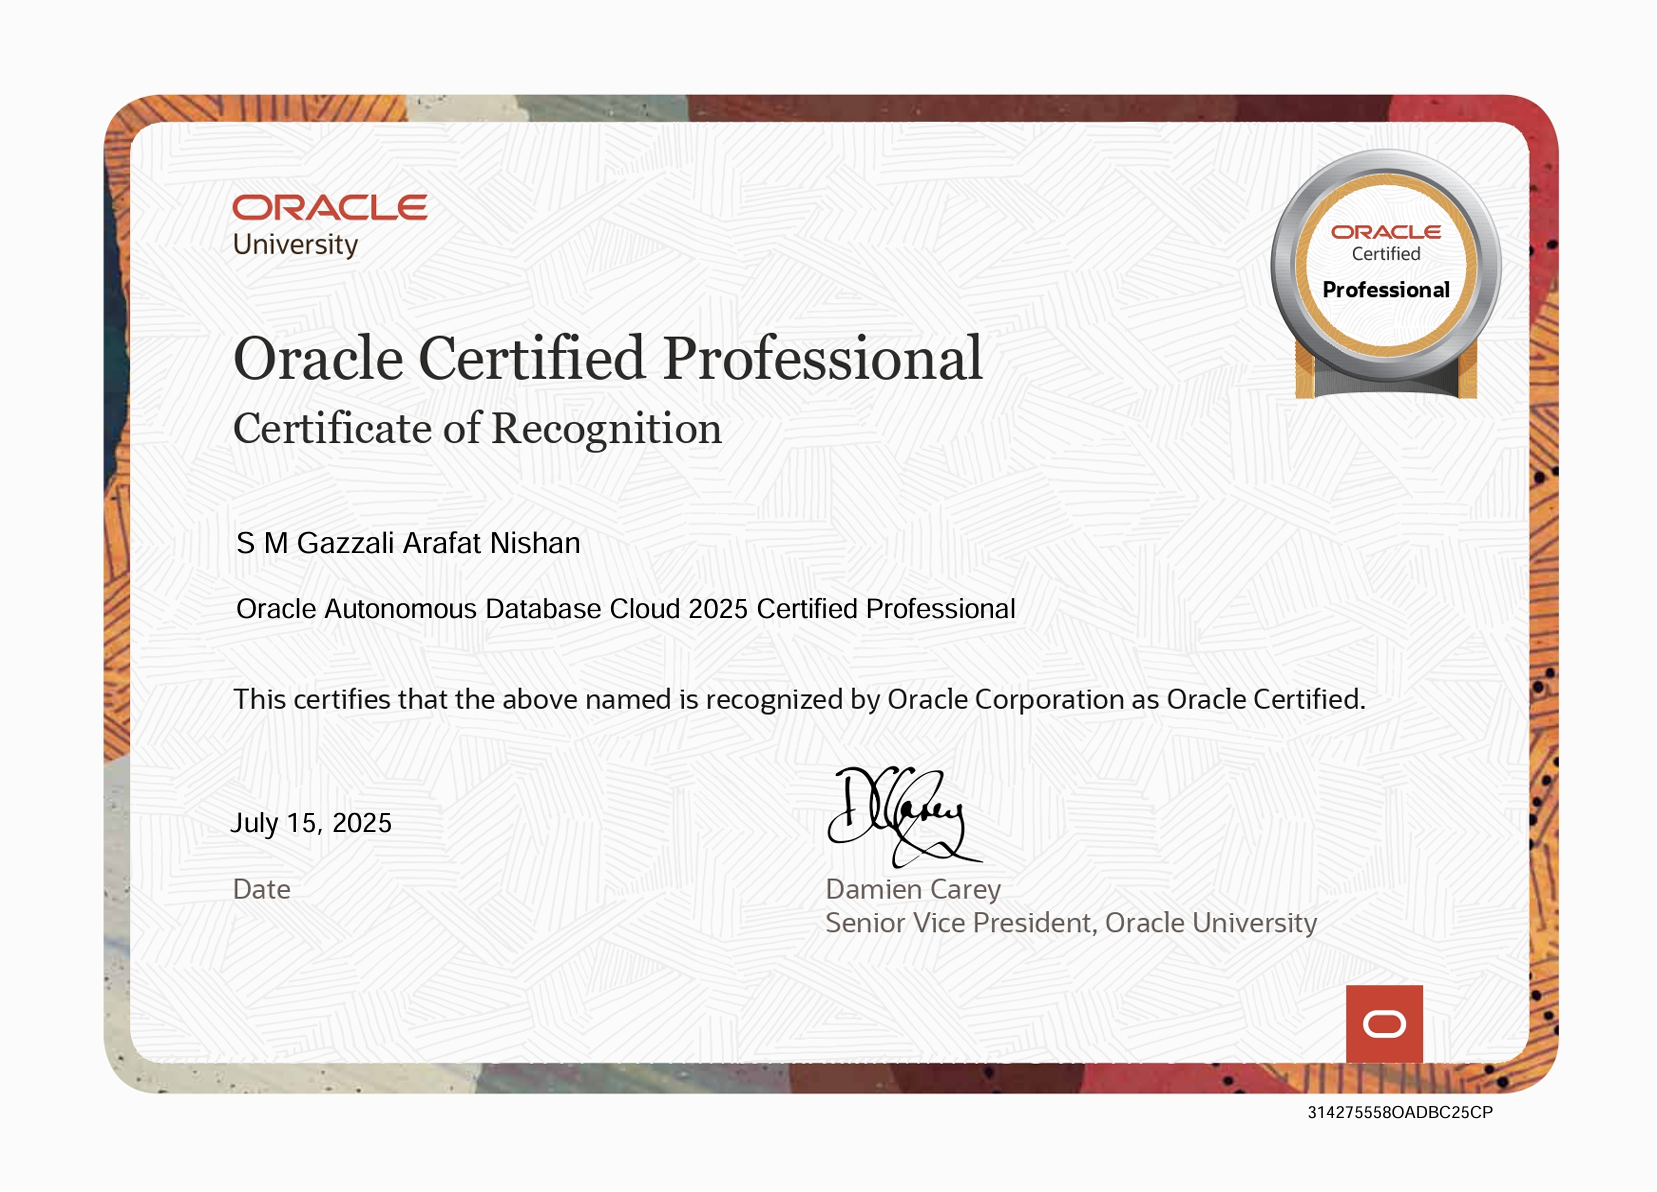 ORACLE
University
ORACLE
Certified
Professional
Oracle Certified Professional
Certificate of Recognition
S M Gazzali Arafat Nishan
Oracle Autonomous Database Cloud 2025 Certified Professional
This certifies that the above named is recognized by Oracle Corporation as Oracle Certified.
July 15, 2025
Date
DCarey
Damien Carey
Senior Vice President, Oracle University
314275558OADBC25CP